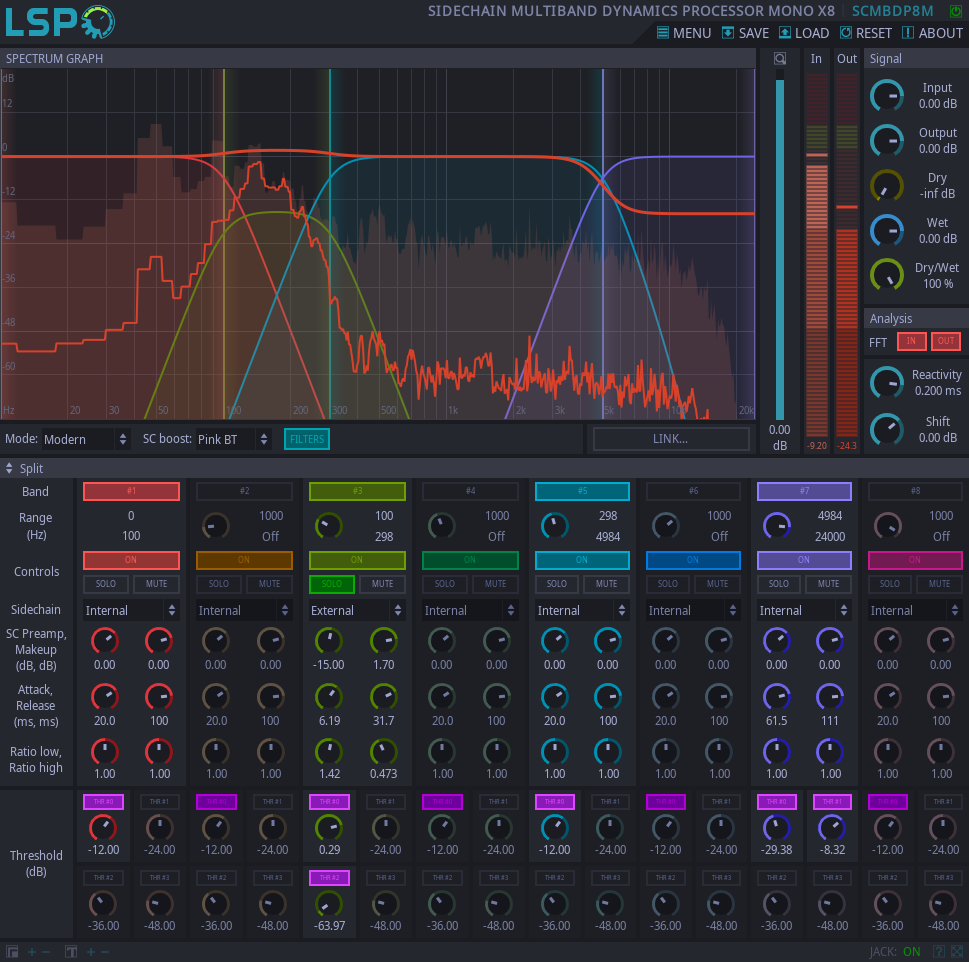 LSP SIDECHAIN MULTIBAND DYNAMICS PROCESSOR MONO X8 SCMBDP8M
MENU SAVE LOAD RESET ABOUT
SPECTRUM GRAPH In Out Signal
dB
12
0
-12
-24
-36
-48
-60
Hz 20 30 50 100 200 300 500 1k 2k 3k 5k 10k 20k
Input
0.00 dB
Output
0.00 dB
Dry
-inf dB
Wet
0.00 dB
Dry/Wet
100 %
Analysis
FFT IN OUT
Reactivity
0.200 ms
Shift
0.00 dB
0.00
dB
-9.20 -24.3
Mode: Modern SC boost: Pink BT FILTERS LINK...
Split
Band #1 #2 #3 #4 #5 #6 #7 #8
Range
(Hz)
0 1000 100 1000 298 1000 4984 1000
100 Off 298 Off 4984 Off 24000 Off
Controls
ON ON ON ON ON ON ON ON
SOLO MUTE SOLO MUTE SOLO MUTE SOLO MUTE SOLO MUTE SOLO MUTE SOLO MUTE SOLO MUTE
Sidechain Internal Internal External Internal Internal Internal Internal Internal
SC Preamp,
Makeup
(dB, dB)
0.00 0.00 0.00 0.00 -15.00 1.70 0.00 0.00 0.00 0.00 0.00 0.00 0.00 0.00 0.00 0.00
Attack,
Release
(ms, ms)
20.0 100 20.0 100 6.19 31.7 20.0 100 20.0 100 20.0 100 61.5 111 20.0 100
Ratio low,
Ratio high
1.00 1.00 1.00 1.00 1.42 0.473 1.00 1.00 1.00 1.00 1.00 1.00 1.00 1.00 1.00 1.00
Threshold
(dB)
THR #0 THR #1 THR #0 THR #1 THR #0 THR #1 THR #0 THR #1 THR #0 THR #1 THR #0 THR #1 THR #0 THR #1 THR #0 THR #1
-12.00 -24.00 -12.00 -24.00 0.29 -24.00 -12.00 -24.00 -12.00 -24.00 -12.00 -24.00 -29.38 -8.32 -12.00 -24.00
THR #2 THR #3 THR #2 THR #3 THR #2 THR #3 THR #2 THR #3 THR #2 THR #3 THR #2 THR #3 THR #2 THR #3 THR #2 THR #3
-36.00 -48.00 -36.00 -48.00 -63.97 -48.00 -36.00 -48.00 -36.00 -48.00 -36.00 -48.00 -36.00 -48.00 -36.00 -48.00
JACK: ON